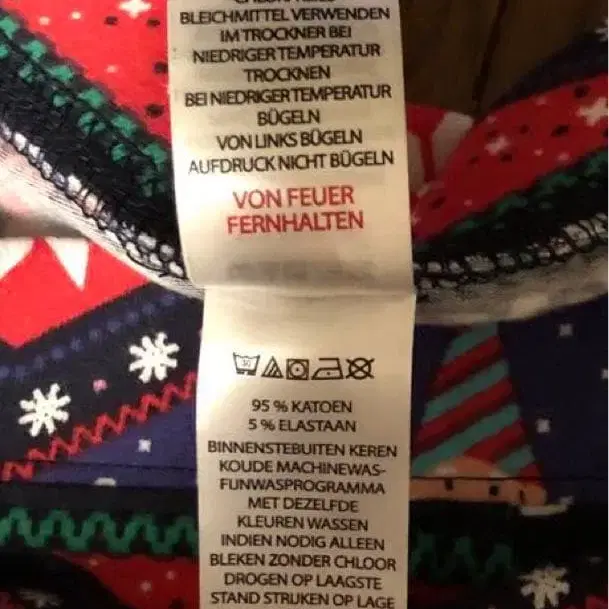 BLEICHMITTEL VERWENDEN
IM TROCKNER BEI
NIEDRIGER TEMPERATUR
TROCKNEN
BEI NIEDRIGER TEMPERATUR
BÜGELN
VON LINKS BÜGELN
AUFDRUCK NICHT BÜGELN
VON FEUER
FERNHALTEN
30
95 % KATOEN
5 % ELASTAAN
BINNENSTEBUITEN KEREN
KOUDE MACHINEWAS-
FIJNWASPROGRAMMA
MET DEZELFDE
KLEUREN WASSEN
INDIEN NODIG ALLEEN
BLEKEN ZONDER CHLOOR
DROGEN OP LAAGSTE
STAND STRIJKEN OP LAGE